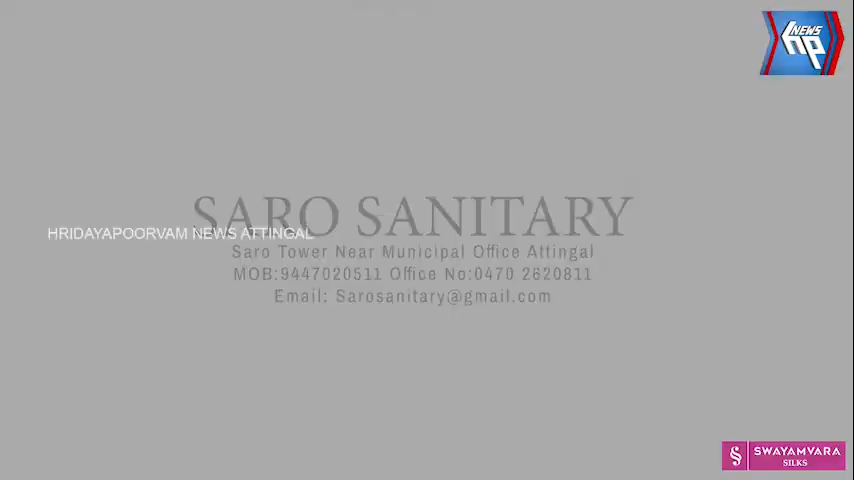 NEWS
hp
SARO SANITARY
HRIDAYAPOORVAM NEWS ATTINGAL
Saro Tower Near Municipal Office Attingal
MOB:9447020511 Office No:0470 2620811
Email: Sarosanitary@gmail.com
SWAYAMVARA
SILKS